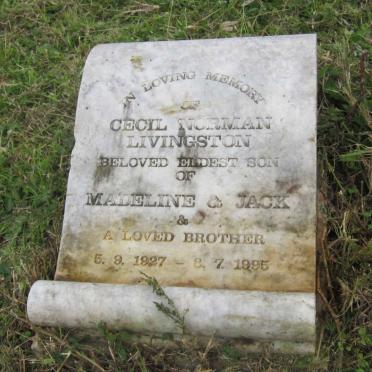 IN LOVING MEMORY
OF
CECIL NORMAN
LIVINGSTON
BELOVED ELDEST SON
OF
MADELINE & JACK
&
A LOVED BROTHER
5. 9. 1927 – 6. 7. 1995